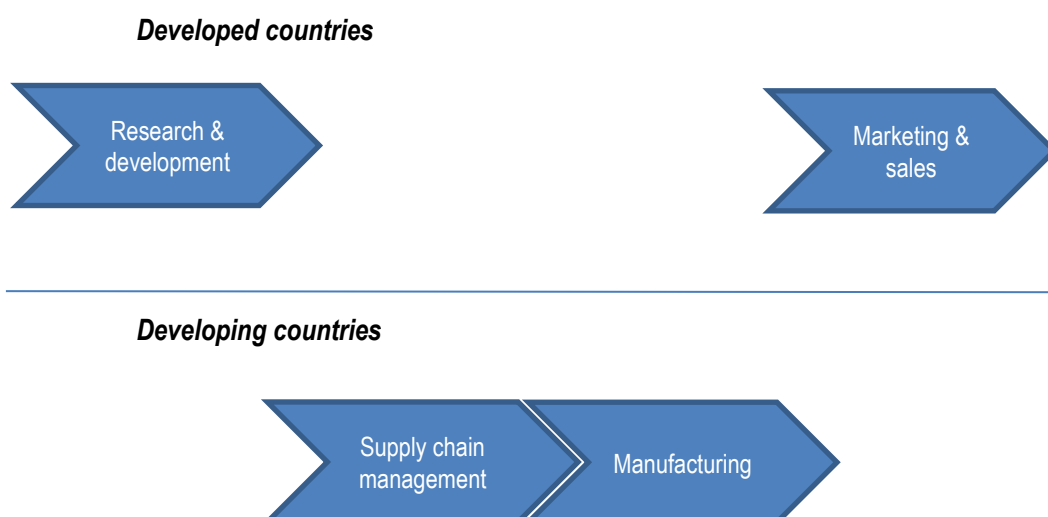 Developed countries
Research &
development
Marketing &
sales
Developing countries
Supply chain
management
Manufacturing